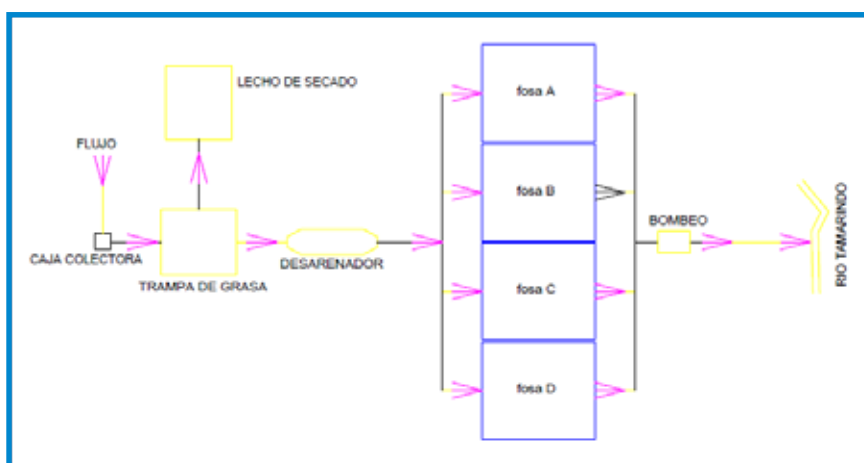 LECHO DE SECADO
FLUJO
CAJA COLECTORA
TRAMPA DE GRASA
DESARENADOR
fosa A
fosa B
fosa C
fosa D
BOMBEO
RIO TAMARINDO